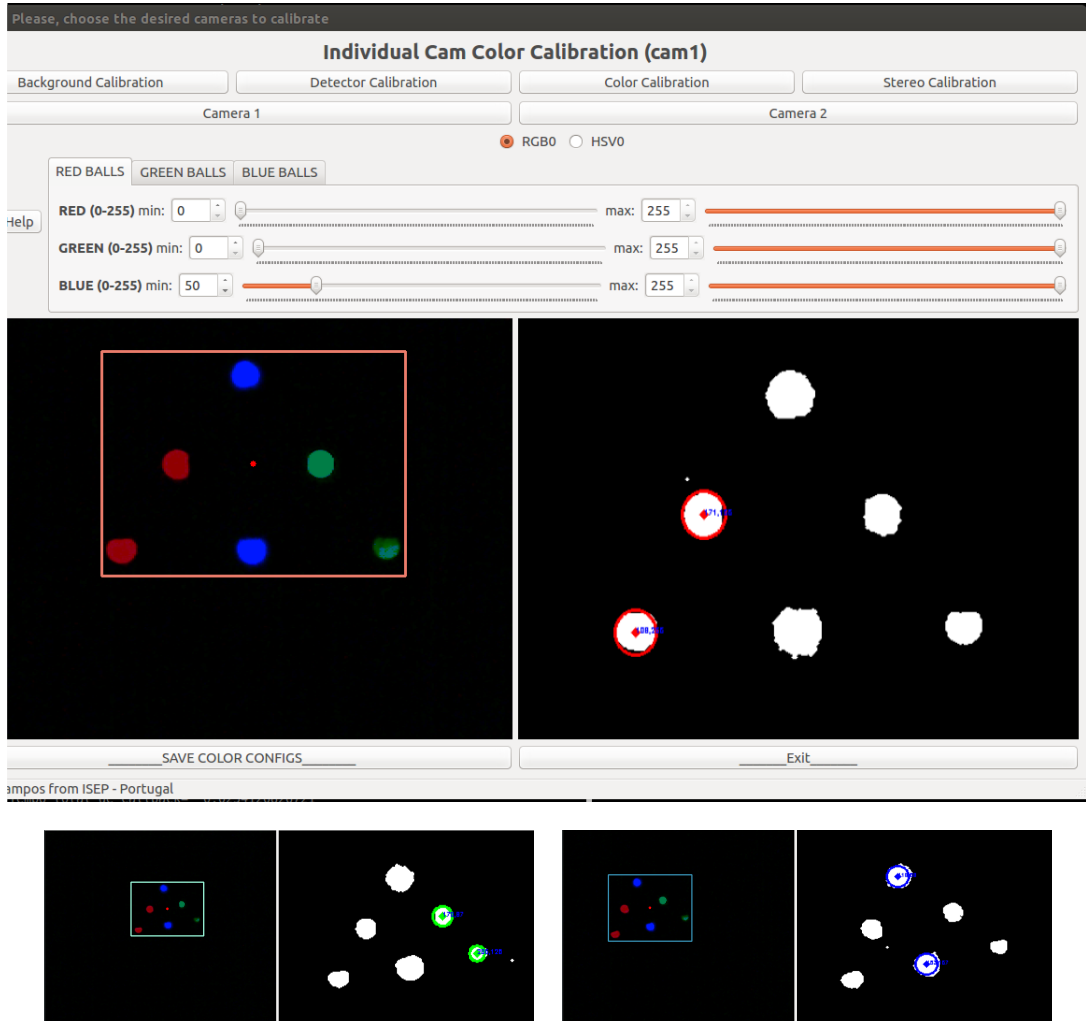 Please, choose the desired cameras to calibrate
Individual Cam Color Calibration (cam1)
Background Calibration Detector Calibration Color Calibration Stereo Calibration
Camera 1 Camera 2
RGB0 HSV0
RED BALLS GREEN BALLS BLUE BALLS
Help
RED (0-255) min: 0 max: 255
GREEN (0-255) min: 0 max: 255
BLUE (0-255) min: 50 max: 255
_______SAVE COLOR CONFIGS_______ ______Exit______
ampos from ISEP - Portugal